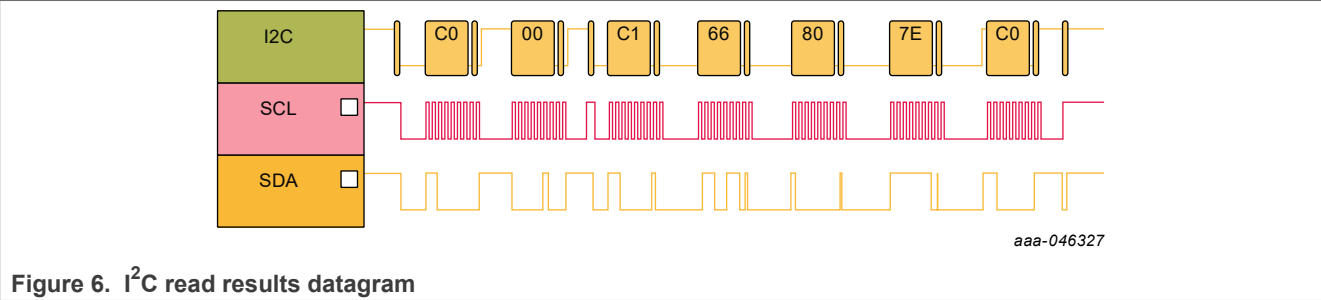 I2C C0 00 C1 66 80 7E C0
SCL
SDA
aaa-046327
Figure 6. I²C read results datagram